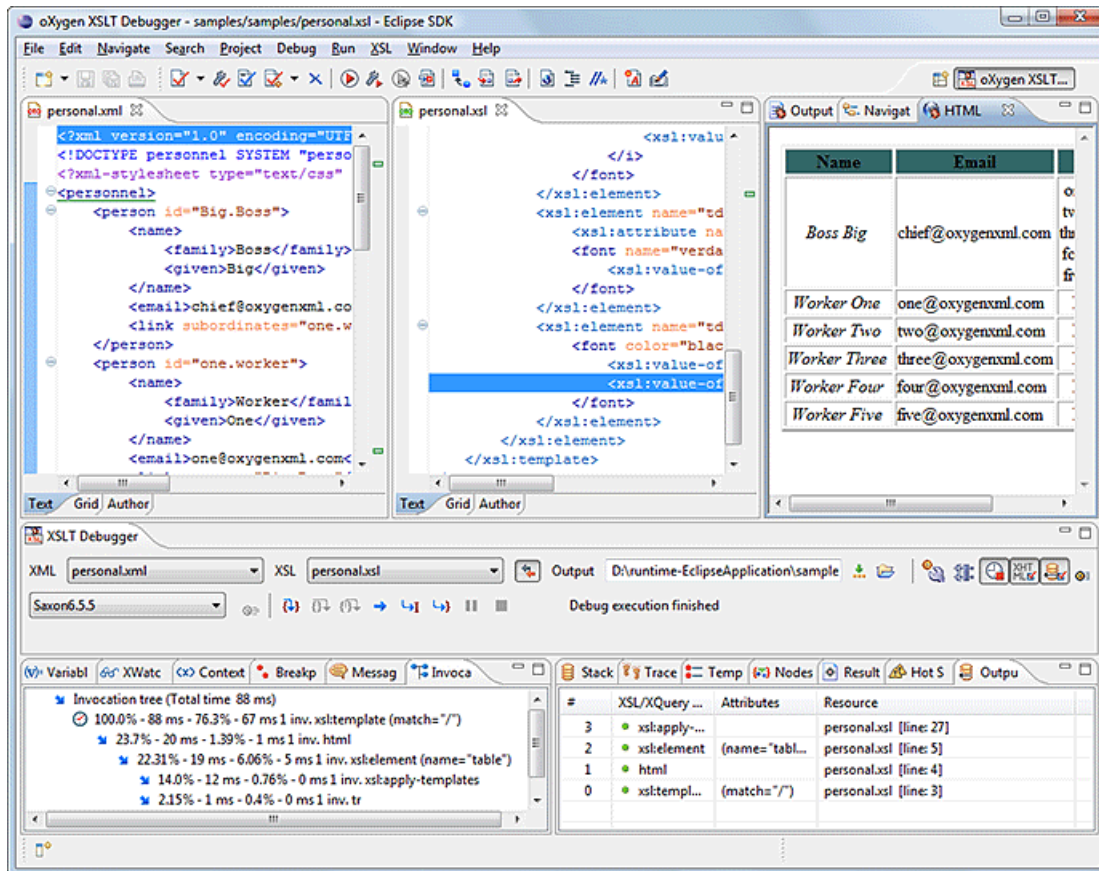 oXygen XSLT Debugger - samples/samples/personal.xsl - Eclipse SDK
File Edit Navigate Search Project Debug Run XSL Window Help
oXygen XSLT...
personal.xml
<?xml version="1.0" encoding="UTF
<!DOCTYPE personnel SYSTEM "perso
<?xml-stylesheet type="text/css"
<personnel>
<person id="Big.Boss">
<name>
<family>Boss</family>
<given>Big</given>
</name>
<email>chief@oxygenxml.co
<link subordinates="one.w
</person>
<person id="one.worker">
<name>
<family>Worker</famil
<given>One</given>
</name>
<email>one@oxygenxml.com<
Text Grid Author
personal.xsl
<xsl:valu
</i>
</font>
</xsl:element>
<xsl:element name="td
<xsl:attribute na
<font name="verda
<xsl:value-of
</font>
</xsl:element>
<xsl:element name="td
<font color="blac
<xsl:value-of
<xsl:value-of
</font>
</xsl:element>
</xsl:element>
</xsl:template>
Text Grid Author
Output Navigat HTML
Name Email
Boss Big chief@oxygenxml.com
Worker One one@oxygenxml.com
Worker Two two@oxygenxml.com
Worker Three three@oxygenxml.com
Worker Four four@oxygenxml.com
Worker Five five@oxygenxml.com
XSLT Debugger
XML personal.xml XSL personal.xsl Output D:\runtime-EclipseApplication\sample
Saxon6.5.5 Debug execution finished
Variabl XWatc Context Breakp Messag Invoca
Invocation tree (Total time 88 ms)
100.0% - 88 ms - 76.3% - 67 ms 1 inv. xsl:template (match="/")
23.7% - 20 ms - 1.39% - 1 ms 1 inv. html
22.31% - 19 ms - 6.06% - 5 ms 1 inv. xsl:element (name="table")
14.0% - 12 ms - 0.76% - 0 ms 1 inv. xsl:apply-templates
2.15% - 1 ms - 0.4% - 0 ms 1 inv. tr
Stack Trace Temp Nodes Result Hot S Outpu
# XSL/XQuery ... Attributes Resource
3 xsl:apply-... personal.xsl [line: 27]
2 xsl:element (name="tabl... personal.xsl [line: 5]
1 html personal.xsl [line: 4]
0 xsl:templ... (match="/") personal.xsl [line: 3]